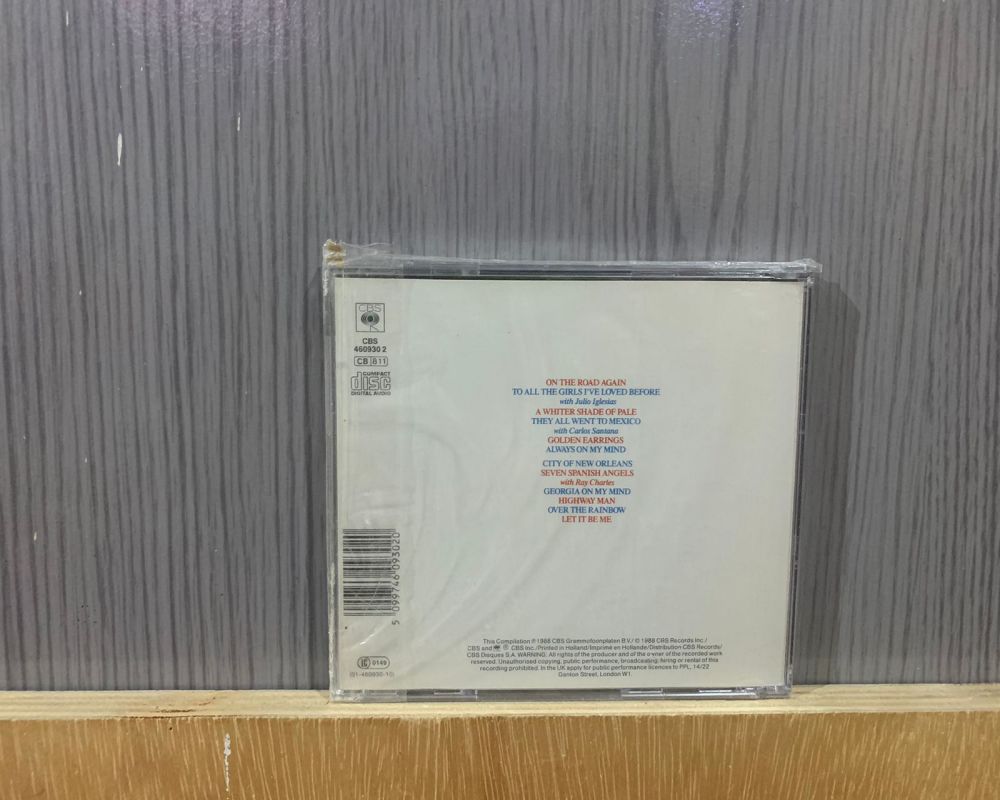 CBS
CBS
460930 2
CB 811
COMPACT
disc
DIGITAL AUDIO
ON THE ROAD AGAIN
TO ALL THE GIRLS I'VE LOVED BEFORE
with Julio Iglesias
A WHITER SHADE OF PALE
THEY ALL WENT TO MEXICO
with Carlos Santana
GOLDEN EARRINGS
ALWAYS ON MY MIND
CITY OF NEW ORLEANS
SEVEN SPANISH ANGELS
with Ray Charles
GEORGIA ON MY MIND
HIGHWAY MAN
OVER THE RAINBOW
LET IT BE ME
5 099746 093020
This Compilation ℗ 1988 CBS Grammofoonplaten B.V./ © 1988 CBS Records Inc./
CBS and ® CBS Inc./Printed in Holland/Imprimé en Hollande/Distribution CBS Records/
CBS Disques S.A. WARNING: All rights of the producer and of the owner of the recorded work
reserved. Unauthorised copying, public performance, broadcasting, hiring or rental of this
recording prohibited. In the UK apply for public performance licences to PPL, 14/22
Ganton Street, London W1.
0149
(01-460930-10)